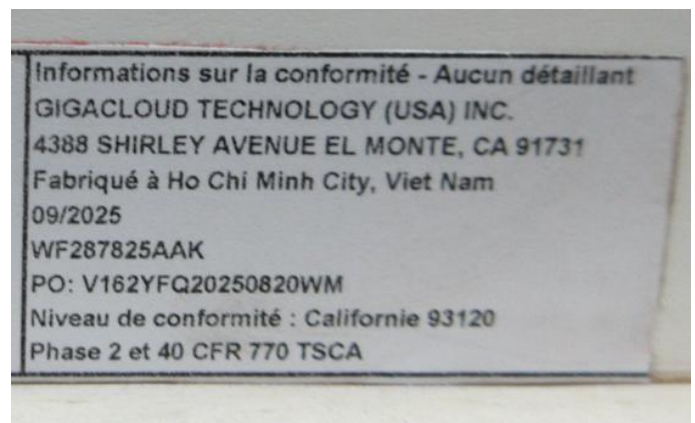 Informations sur la conformité - Aucun détaillant
GIGACLOUD TECHNOLOGY (USA) INC.
4388 SHIRLEY AVENUE EL MONTE, CA 91731
Fabriqué à Ho Chi Minh City, Viet Nam
09/2025
WF287825AAK
PO: V162YFQ20250820WM
Niveau de conformité : Californie 93120
Phase 2 et 40 CFR 770 TSCA